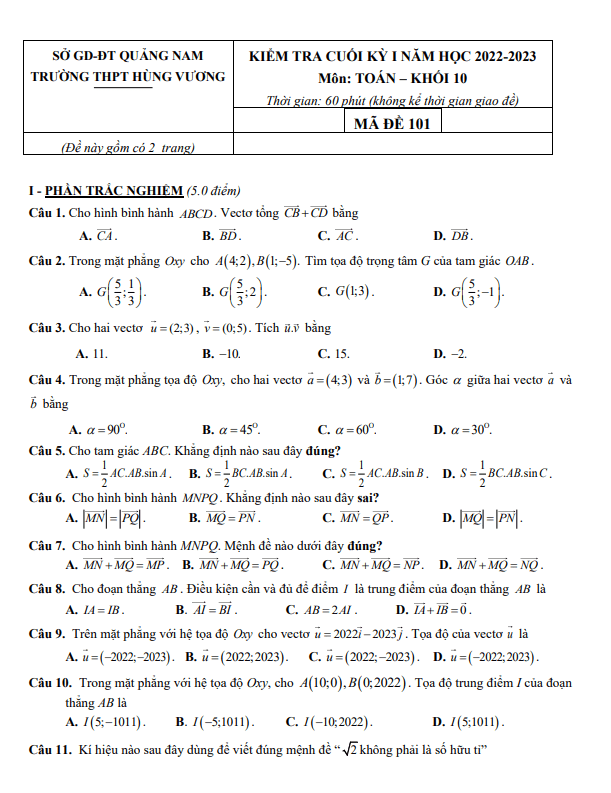 SỞ GD-ĐT QUẢNG NAM
TRƯỜNG THPT HÙNG VƯƠNG
(Đề này gồm có 2 trang)
KIỂM TRA CUỐI KỲ I NĂM HỌC 2022-2023
Môn: TOÁN – KHỐI 10
Thời gian: 60 phút (không kể thời gian giao đề)
MÃ ĐỀ 101
I - PHẦN TRẮC NGHIỆM (5.0 điểm)
Câu 1. Cho hình bình hành ABCD. Vectơ tổng $\overrightarrow{CB}+\overrightarrow{CD}$ bằng
A. $\overrightarrow{CA}$. B. $\overrightarrow{BD}$. C. $\overrightarrow{AC}$. D. $\overrightarrow{DB}$.
Câu 2. Trong mặt phẳng Oxy cho A(4;2), B(1;−5). Tìm tọa độ trọng tâm G của tam giác OAB.
A. $G\left(\frac{5}{3};\frac{1}{3}\right)$. B. $G\left(\frac{5}{3};2\right)$. C. G(1;3). D. $G\left(\frac{5}{3};-1\right)$.
Câu 3. Cho hai vectơ $\vec{u}=(2;3)$, $\vec{v}=(0;5)$. Tích $\vec{u}.\vec{v}$ bằng
A. 11. B. −10. C. 15. D. −2.
Câu 4. Trong mặt phẳng tọa độ Oxy, cho hai vectơ $\vec{a}=(4;3)$ và $\vec{b}=(1;7)$. Góc α giữa hai vectơ $\vec{a}$ và
$\vec{b}$ bằng
A. $α=90^{O}$. B. $α=45^{O}$. C. $α=60^{O}$. D. $α=30^{O}$.
Câu 5. Cho tam giác ABC. Khẳng định nào sau đây đúng?
A. $S=\frac{1}{2}AC.AB.\sin A$. B. $S=\frac{1}{2}BC.AB.\sin A$. C. $S=\frac{1}{2}AC.AB.\sin B$. D. $S=\frac{1}{2}BC.AB.\sin C$.
Câu 6. Cho hình bình hành MNPQ. Khẳng định nào sau đây sai?
A. $|\overrightarrow{MN}|=|\overrightarrow{PQ}|$. B. $\overrightarrow{MQ}=\overrightarrow{PN}$. C. $\overrightarrow{MN}=\overrightarrow{QP}$. D. $|\overrightarrow{MQ}|=|\overrightarrow{PN}|$.
Câu 7. Cho hình bình hành MNPQ. Mệnh đề nào dưới đây đúng?
A. $\overrightarrow{MN}+\overrightarrow{MQ}=\overrightarrow{MP}$. B. $\overrightarrow{MN}+\overrightarrow{MQ}=\overrightarrow{PQ}$. C. $\overrightarrow{MN}+\overrightarrow{MQ}=\overrightarrow{NP}$. D. $\overrightarrow{MN}+\overrightarrow{MQ}=\overrightarrow{NQ}$.
Câu 8. Cho đoạn thẳng AB. Điều kiện cần và đủ để điểm I là trung điểm của đoạn thẳng AB là
A. IA = IB. B. $\overrightarrow{AI}=\overrightarrow{BI}$. C. AB = 2AI. D. $\overrightarrow{IA}+\overrightarrow{IB}=\vec{0}$.
Câu 9. Trên mặt phẳng với hệ tọa độ Oxy cho vectơ $\vec{u}=2022\vec{i}-2023\vec{j}$. Tọa độ của vectơ $\vec{u}$ là
A. $\vec{u}=(-2022;-2023)$. B. $\vec{u}=(2022;2023)$. C. $\vec{u}=(2022;-2023)$. D. $\vec{u}=(-2022;2023)$.
Câu 10. Trong mặt phẳng với hệ tọa độ Oxy, cho A(10;0), B(0;2022). Tọa độ trung điểm I của đoạn
thẳng AB là
A. I(5;−1011). B. I(−5;1011). C. I(−10;2022). D. I(5;1011).
Câu 11. Kí hiệu nào sau đây dùng để viết đúng mệnh đề “ √2 không phải là số hữu tỉ”